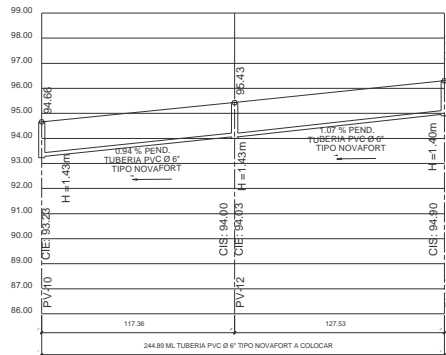 99.00
98.00
97.00
96.00
95.00
94.00
93.00
92.00
91.00
90.00
89.00
88.00
87.00
86.00
94.66
95.43
0.94 % PEND.
TUBERIA PVC Ø 6"
TIPO NOVAFORT
1.07 % PEND.
TUBERIA PVC Ø 6"
TIPO NOVAFORT
H =1.43m
H =1.43m
H =1.40m
CIE: 93.23
CIS: 94.00
CIE: 94.03
CIS: 94.90
PV-10
PV-12
117.36
127.53
244.89 ML TUBERIA PVC Ø 6" TIPO NOVAFORT A COLOCAR